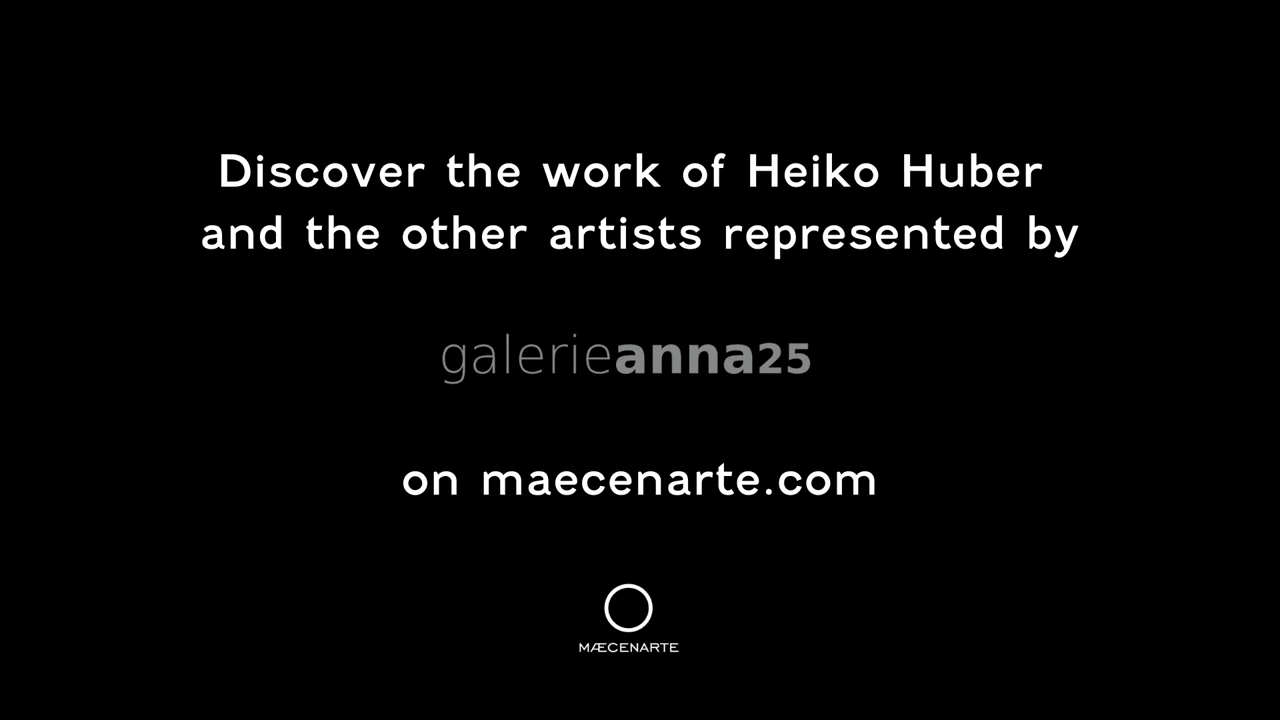 Discover the work of Heiko Huber
and the other artists represented by
galerieanna25
on maecenarte.com
MÆCENARTE